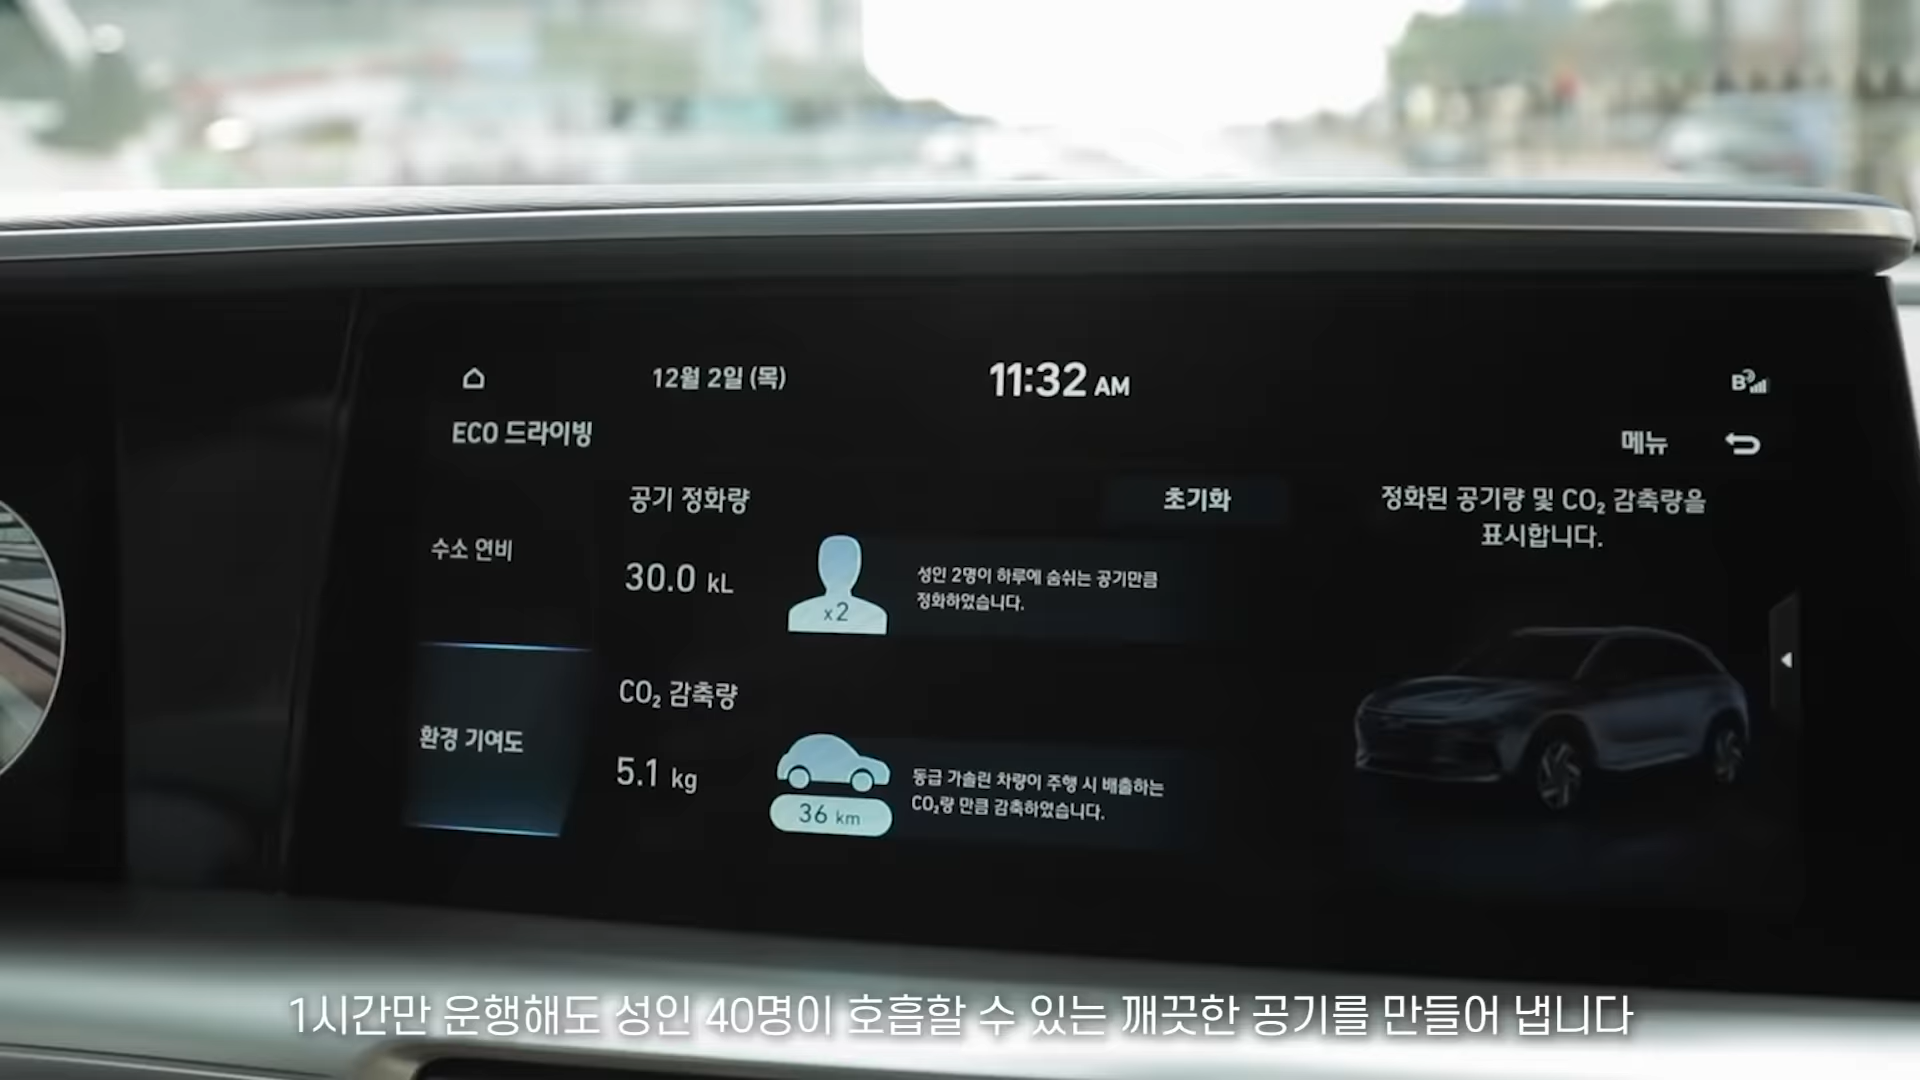 12월 2일 (목)
11:32 AM
B
ECO 드라이빙
메뉴
수소 연비
환경 기여도
공기 정화량
초기화
30.0 kL
x2
성인 2명이 하루에 숨쉬는 공기만큼
정화하였습니다.
CO₂ 감축량
5.1 kg
36 km
동급 가솔린 차량이 주행 시 배출하는
CO₂량 만큼 감축하였습니다.
정화된 공기량 및 CO₂ 감축량을
표시합니다.
1시간만 운행해도 성인 40명이 호흡할 수 있는 깨끗한 공기를 만들어 냅니다